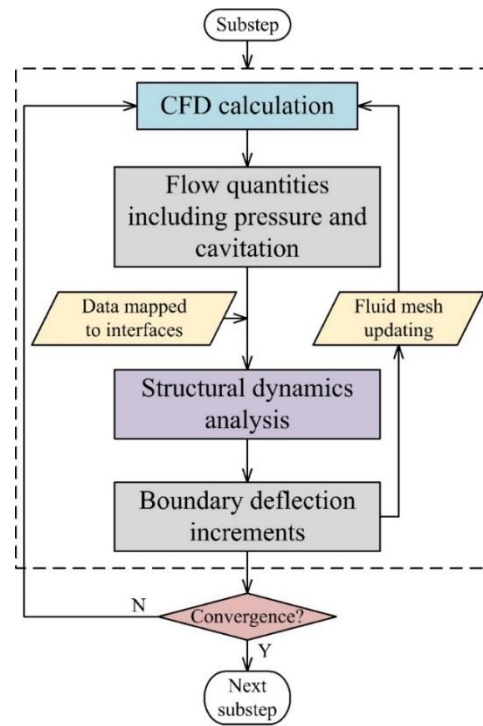 Substep
CFD calculation
Flow quantities
including pressure and
cavitation
Data mapped
to interfaces
Fluid mesh
updating
Structural dynamics
analysis
Boundary deflection
increments
N
Convergence?
Y
Next
substep